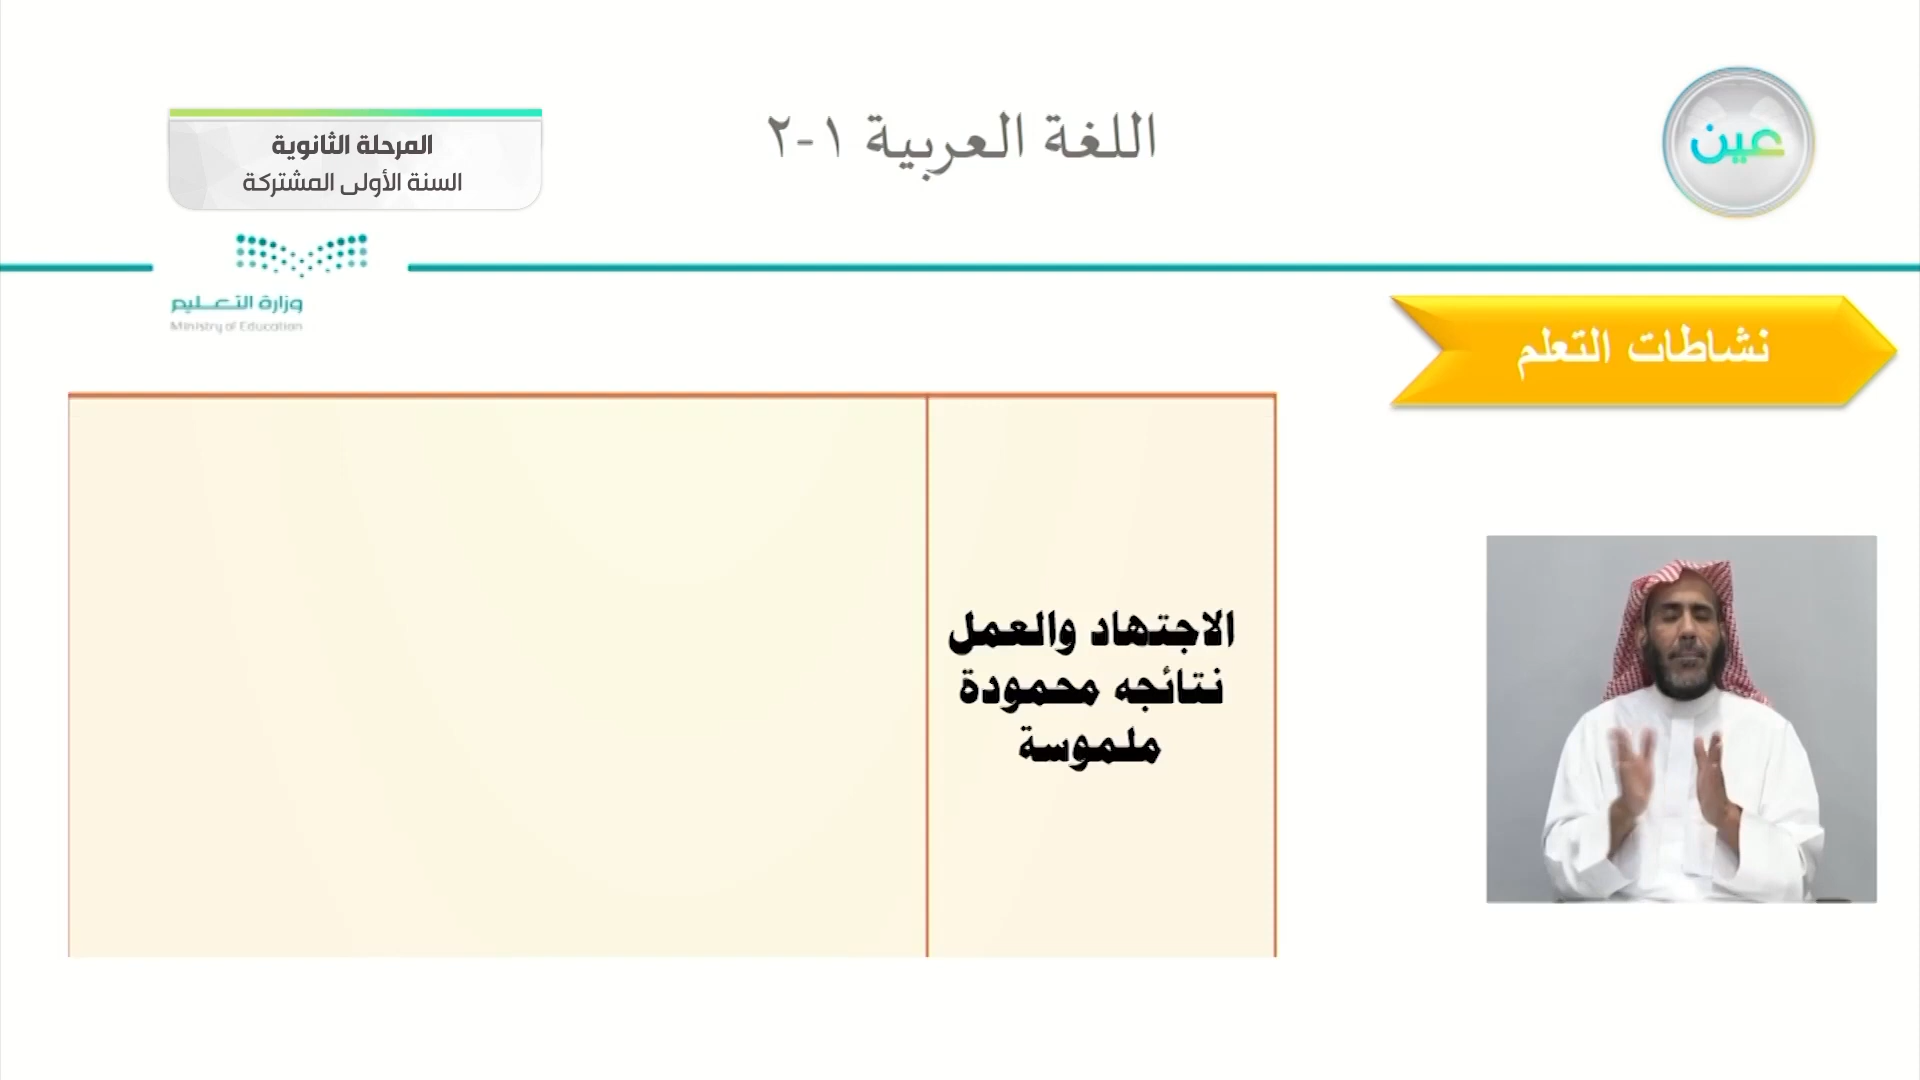 عين
اللغة العربية ١-٢
المرحلة الثانوية
السنة الأولى المشتركة
وزارة التعليم
Ministry of Education
نشاطات التعلم
الاجتهاد والعمل
نتائجه محمودة
ملموسة